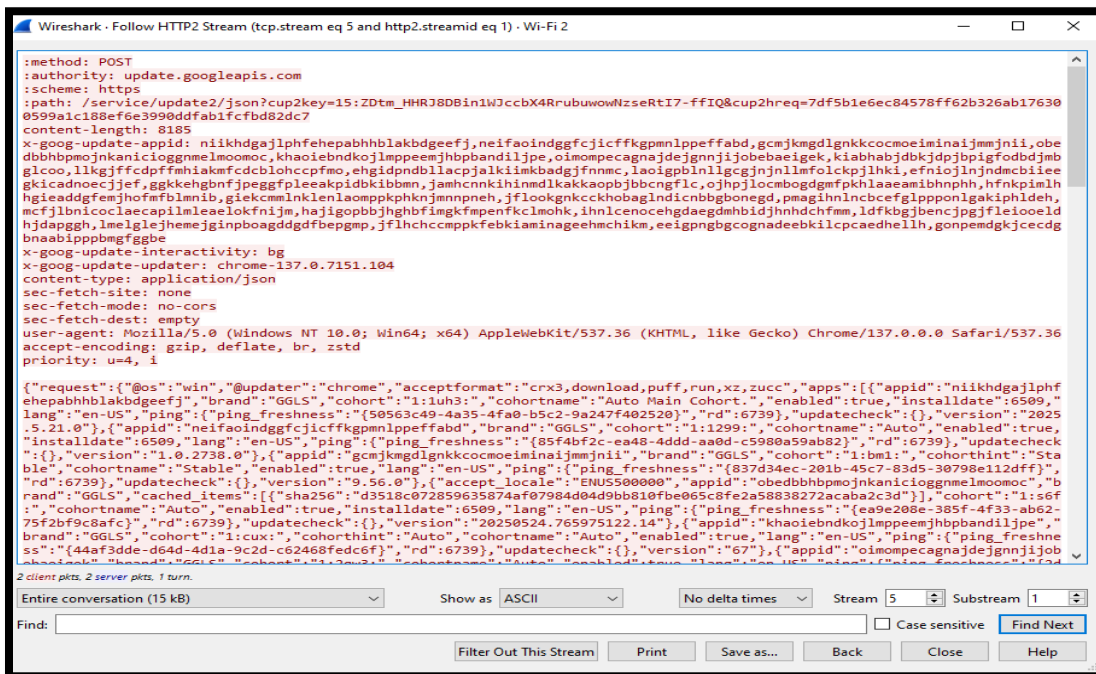 Wireshark · Follow HTTP2 Stream (tcp.stream eq 5 and http2.streamid eq 1) · Wi-Fi 2
:method: POST
:authority: update.googleapis.com
:scheme: https
:path: /service/update2/json?cup2key=15:ZDtm_HHRJ8DBin1WJccbX4RrubuwowNzseRtI7-ffIQ&cup2hreq=7df5b1e6ec84578ff62b326ab17630
0599a1c188ef6e3990ddfab1fcfbd82dc7
content-length: 8185
x-goog-update-appid: niikhdgajlphfehepabhhblakbdgeefj,neifaoindggfcjicffkgpmnlppeffabd,gcmjkmgdlgnkkcocmoeiminaijmmjnii,obe
dbbhbpmojnkanicioggnmelmoomoc,khaoiebndkojlmppeemjhbpbandiljpe,oimompecagnajdejgnnjijobebaeigek,kiabhabjdbkjdpjbpigfodbdjmb
glcoo,llkgjffcdpffmhiakmfcdcblohccpfmo,ehgidpndbllacpjalkiimkbadgjfnnmc,laoigpblnllgcgjnjnllmfolckpjlhki,efniojlnjndmcbiiee
gkicadnoecjjef,ggkkehgbnfjpeggfpleeakpidbkibbmn,jamhcnnkihinmdlkakkaopbjbbcngflc,ojhpjlocmbogdgmfpkhlaaeamibhnphh,hfnkpimlh
hgieaddgfemjhofmfblmnib,giekcmmlnklenlaomppkphknjmnnpneh,jflookgnkcckhobaglndicnbbgbonegd,pmagihnlncbcefglppponlgakiphldeh,
mcfjlbnicoclaecapilmleaelokfnijm,hajigopbbjhghbfimgkfmpenfkclmohk,ihnlcenocehgdaegdmhbidjhnhdchfmm,ldfkbgjbencjpgjfleiooeld
hjdapggh,lmelglejhemejginpboagddgdfbepgmp,jflhchccmppkfebkiaminageehmchikm,eeigpngbgcognadeebkilcpcaedhellh,gonpemdgkjcecdg
bnaabipppbmgfggbe
x-goog-update-interactivity: bg
x-goog-update-updater: chrome-137.0.7151.104
content-type: application/json
sec-fetch-site: none
sec-fetch-mode: no-cors
sec-fetch-dest: empty
user-agent: Mozilla/5.0 (Windows NT 10.0; Win64; x64) AppleWebKit/537.36 (KHTML, like Gecko) Chrome/137.0.0.0 Safari/537.36
accept-encoding: gzip, deflate, br, zstd
priority: u=4, i
{"request":{"@os":"win","@updater":"chrome","acceptformat":"crx3,download,puff,run,xz,zucc","apps":[{"appid":"niikhdgajlphf
ehepabhhblakbdgeefj","brand":"GGLS","cohort":"1:1uh3:","cohortname":"Auto Main Cohort.","enabled":true,"installdate":6509,"
lang":"en-US","ping":{"ping_freshness":"{50563c49-4a35-4fa0-b5c2-9a247f402520}","rd":6739},"updatecheck":{},"version":"2025
.5.21.0"},{"appid":"neifaoindggfcjicffkgpmnlppeffabd","brand":"GGLS","cohort":"1:1299:","cohortname":"Auto","enabled":true,
"installdate":6509,"lang":"en-US","ping":{"ping_freshness":"{85f4bf2c-ea48-4ddd-aa0d-c5980a59ab82}","rd":6739},"updatecheck
":{},"version":"1.0.2738.0"},{"appid":"gcmjkmgdlgnkkcocmoeiminaijmmjnii","brand":"GGLS","cohort":"1:bm1:","cohorthint":"Sta
ble","cohortname":"Stable","enabled":true,"lang":"en-US","ping":{"ping_freshness":"{837d34ec-201b-45c7-83d5-30798e112dff}",
"rd":6739},"updatecheck":{},"version":"9.56.0"},{"accept_locale":"ENUS500000","appid":"obedbbhbpmojnkanicioggnmelmoomoc","b
rand":"GGLS","cached_items":[{"sha256":"d3518c072859635874af07984d04d9bb810fbe065c8fe2a58838272acaba2c3d"}],"cohort":"1:s6f
:","cohortname":"Auto","enabled":true,"installdate":6509,"lang":"en-US","ping":{"ping_freshness":"{ea9e208e-385f-4f33-ab62-
75f2bf9c8afc}","rd":6739},"updatecheck":{},"version":"20250524.765975122.14"},{"appid":"khaoiebndkojlmppeemjhbpbandiljpe","
brand":"GGLS","cohort":"1:cux:","cohorthint":"Auto","cohortname":"Auto","enabled":true,"lang":"en-US","ping":{"ping_freshne
ss":"{44af3dde-d64d-4d1a-9c2d-c62468fedc6f}","rd":6739},"updatecheck":{},"version":"67"},{"appid":"oimompecagnajdejgnnjijob
2 client pkts, 2 server pkts, 1 turn.
Entire conversation (15 kB) Show as ASCII No delta times Stream 5 Substream 1
Find: Case sensitive Find Next
Filter Out This Stream Print Save as... Back Close Help